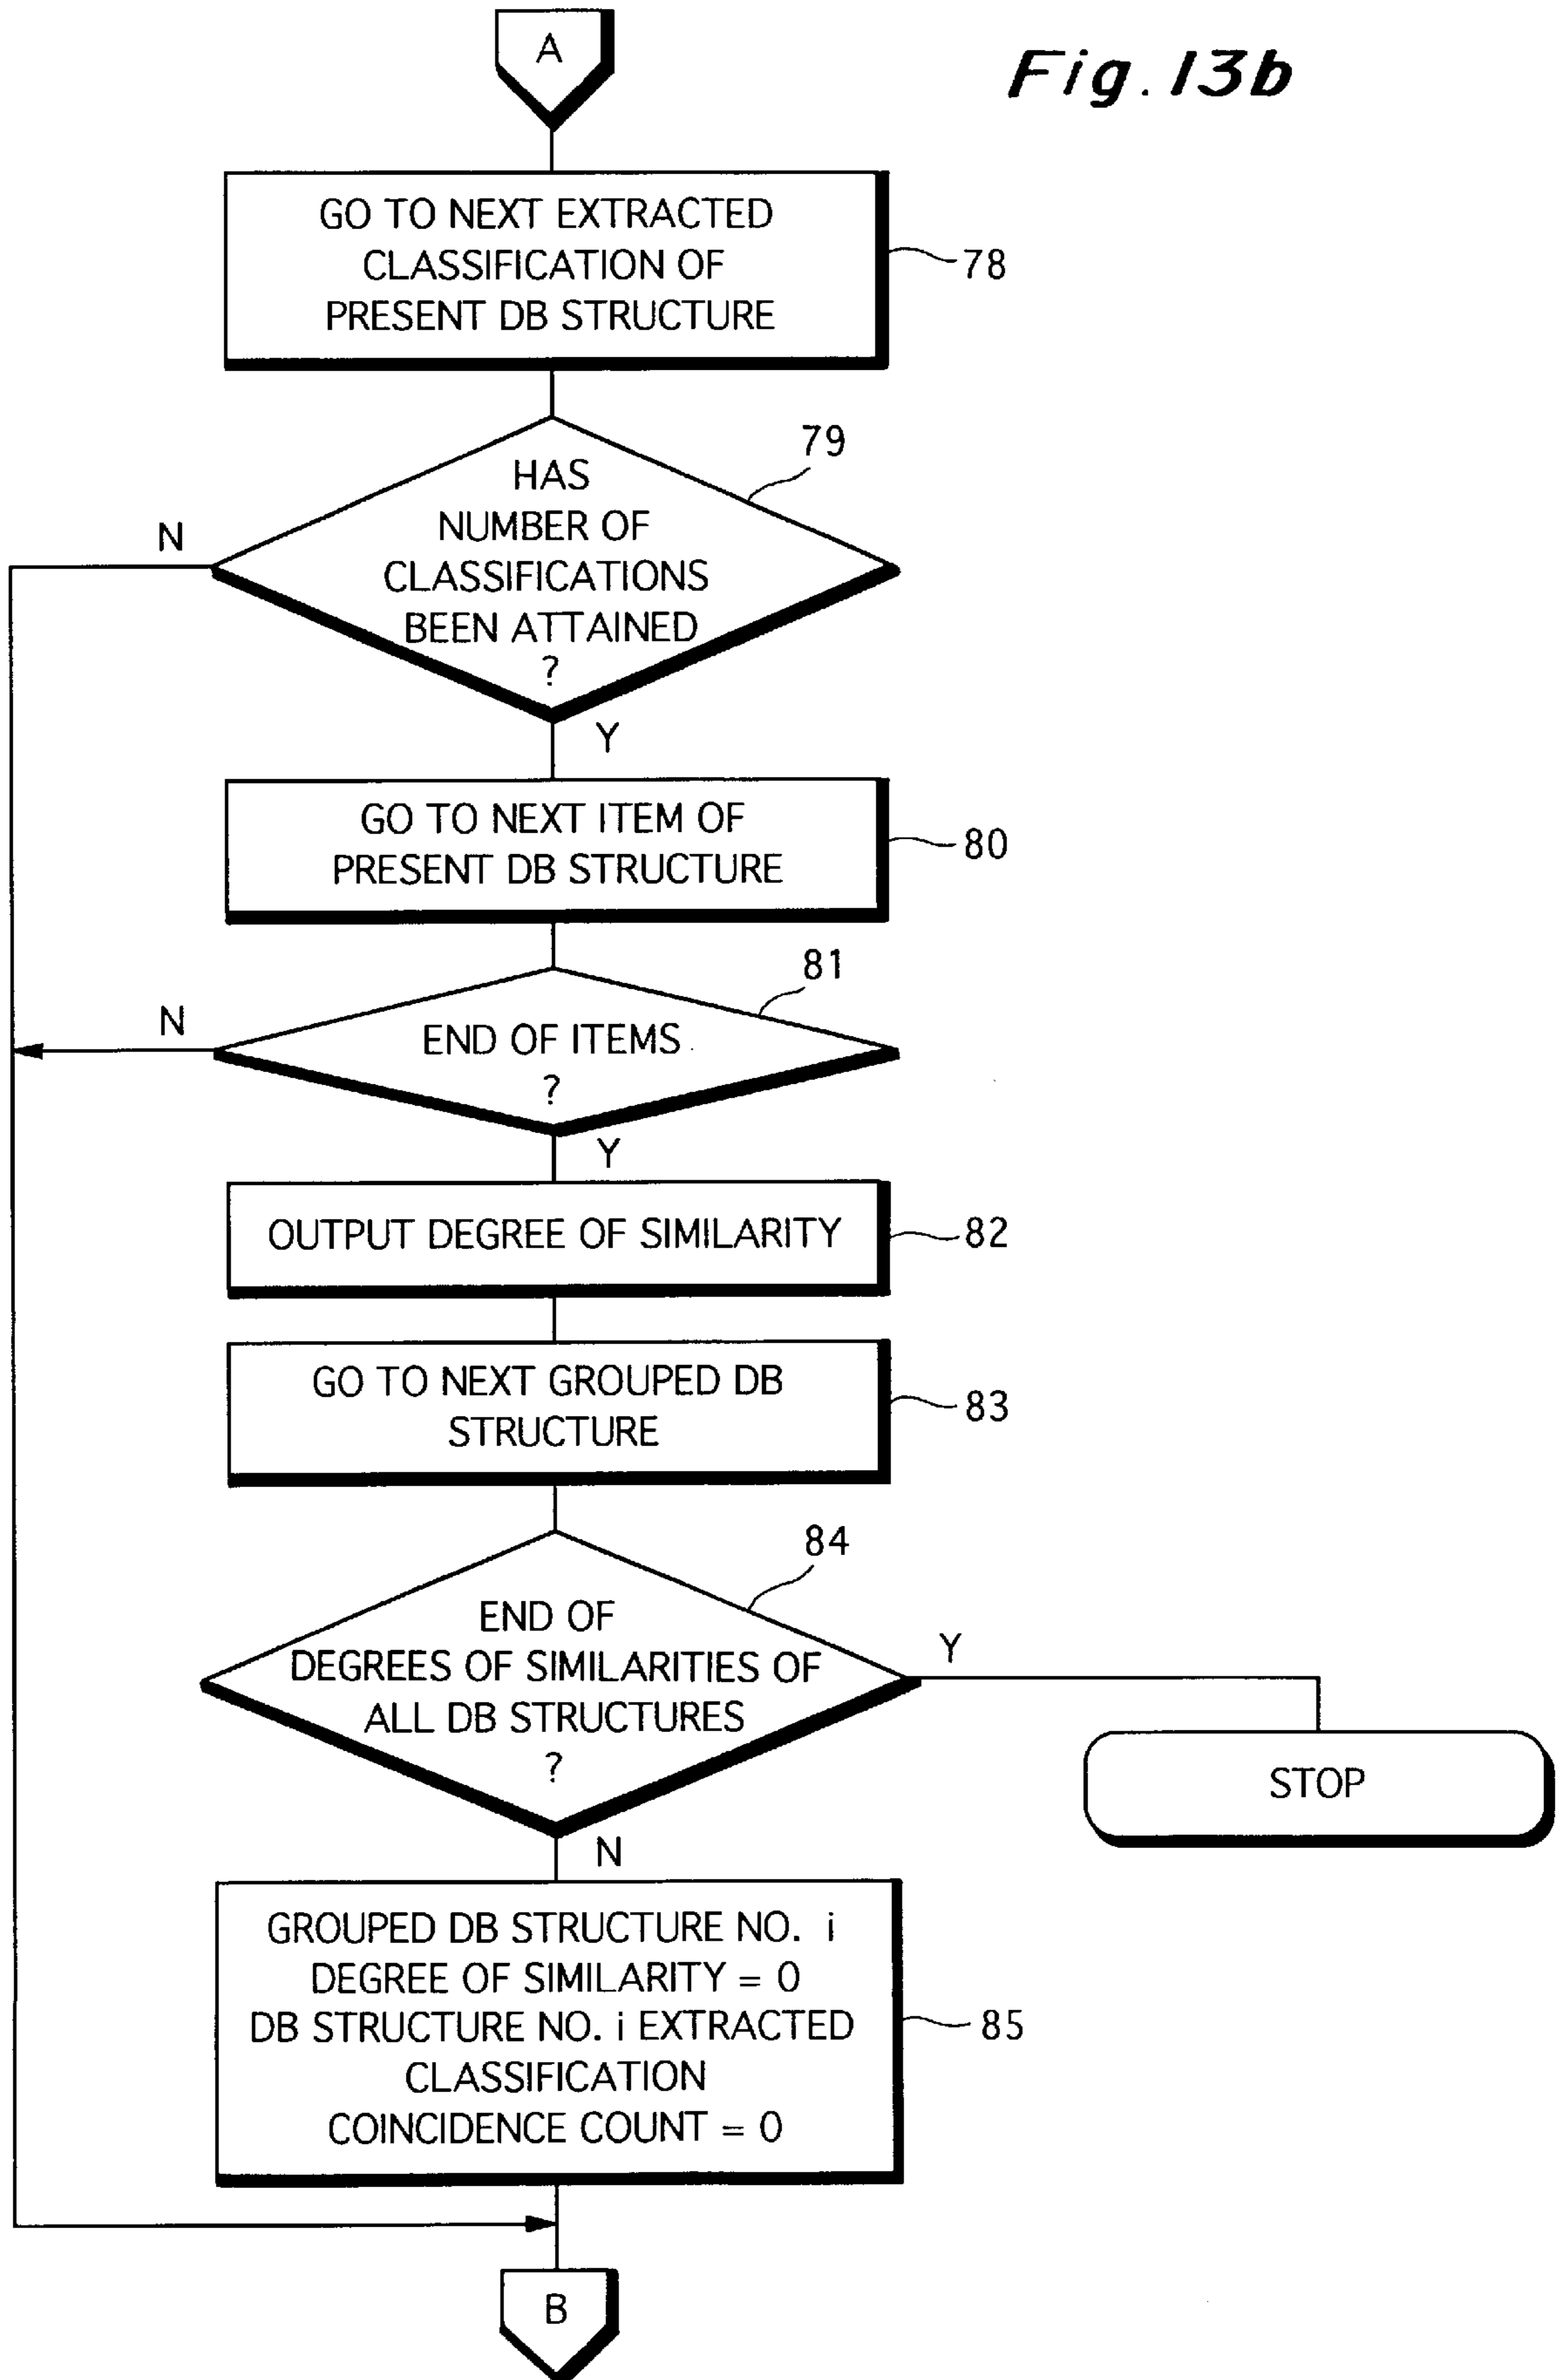 A
Fig. 13b
GO TO NEXT EXTRACTED
CLASSIFICATION OF
PRESENT DB STRUCTURE
78
79
HAS
NUMBER OF
CLASSIFICATIONS
BEEN ATTAINED
?
N
Y
GO TO NEXT ITEM OF
PRESENT DB STRUCTURE
80
81
END OF ITEMS
?
N
Y
OUTPUT DEGREE OF SIMILARITY
82
GO TO NEXT GROUPED DB
STRUCTURE
83
84
END OF
DEGREES OF SIMILARITIES OF
ALL DB STRUCTURES
?
Y
STOP
N
GROUPED DB STRUCTURE NO. i
DEGREE OF SIMILARITY = 0
DB STRUCTURE NO. i EXTRACTED
CLASSIFICATION
COINCIDENCE COUNT = 0
85
B